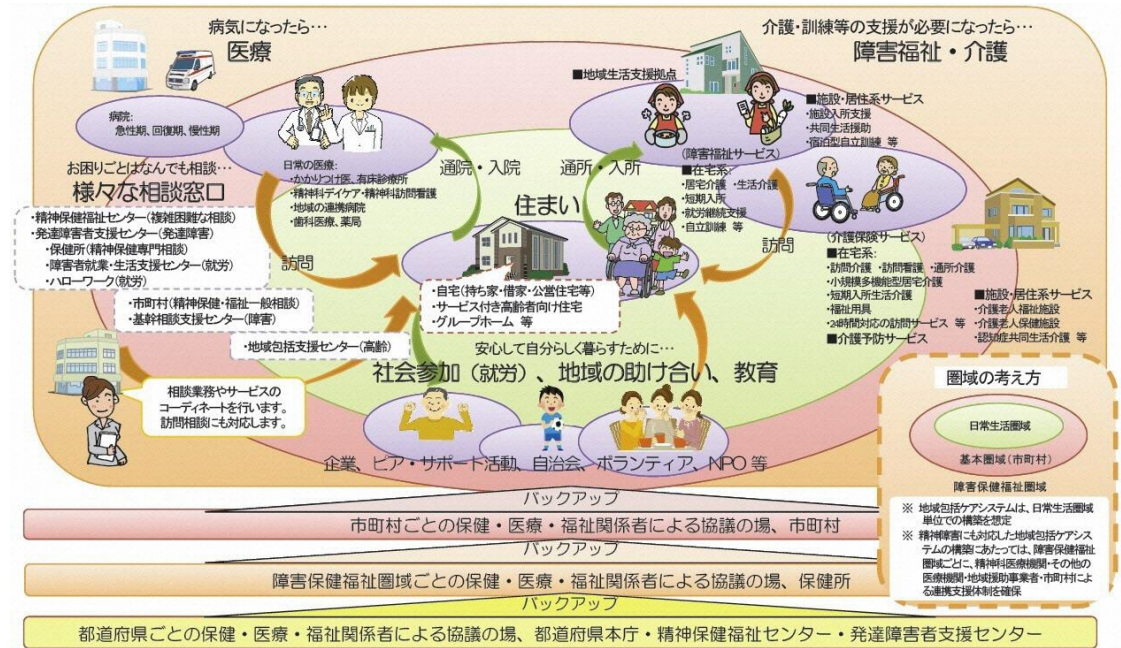 病気になったら…
医療
病院:
急性期、回復期、慢性期
日常の医療:
・かかりつけ医、有床診療所
・精神科デイケア・精神科訪問看護
・地域の連携病院
・歯科医療、薬局
お困りごとはなんでも相談…
様々な相談窓口
・精神保健福祉センター(複雑困難な相談)
・発達障害者支援センター(発達障害)
・保健所(精神保健専門相談)
・障害者就業・生活支援センター(就労)
・ハローワーク(就労)
・市町村(精神保健・福祉一般相談)
・基幹相談支援センター(障害)
・地域包括支援センター(高齢)
相談業務やサービスの
コーディネートを行います。
訪問相談にも対応します。
訪問
通院・入院
住まい
・自宅(持ち家・借家・公営住宅等)
・サービス付き高齢者向け住宅
・グループホーム 等
通所・入所
訪問
介護・訓練等の支援が必要になったら…
障害福祉・介護
■地域生活支援拠点
■施設・居住系サービス
・施設入所支援
・共同生活援助
・宿泊型自立訓練 等
(障害福祉サービス)
■在宅系:
・居宅介護 ・生活介護
・短期入所
・就労継続支援
・自立訓練 等
(介護保険サービス)
■在宅系:
・訪問介護 ・訪問看護 ・通所介護
・小規模多機能型居宅介護
・短期入所生活介護
・福祉用具
・24時間対応の訪問サービス 等
■介護予防サービス
■施設・居住系サービス
・介護老人福祉施設
・介護老人保健施設
・認知症共同生活介護 等
安心して自分らしく暮らすために…
社会参加(就労)、地域の助け合い、教育
企業、ピア・サポート活動、自治会、ボランティア、NPO 等
圏域の考え方
日常生活圏域
基本圏域(市町村)
障害保健福祉圏域
※ 地域包括ケアシステムは、日常生活圏域
単位での構築を想定
※ 精神障害にも対応した地域包括ケアシス
テムの構築にあたっては、障害保健福祉
圏域ごとに、精神科医療機関・その他の
医療機関・地域援助事業者・市町村によ
る連携支援体制を確保
バックアップ
市町村ごとの保健・医療・福祉関係者による協議の場、市町村
バックアップ
障害保健福祉圏域ごとの保健・医療・福祉関係者による協議の場、保健所
バックアップ
都道府県ごとの保健・医療・福祉関係者による協議の場、都道府県本庁・精神保健福祉センター・発達障害者支援センター